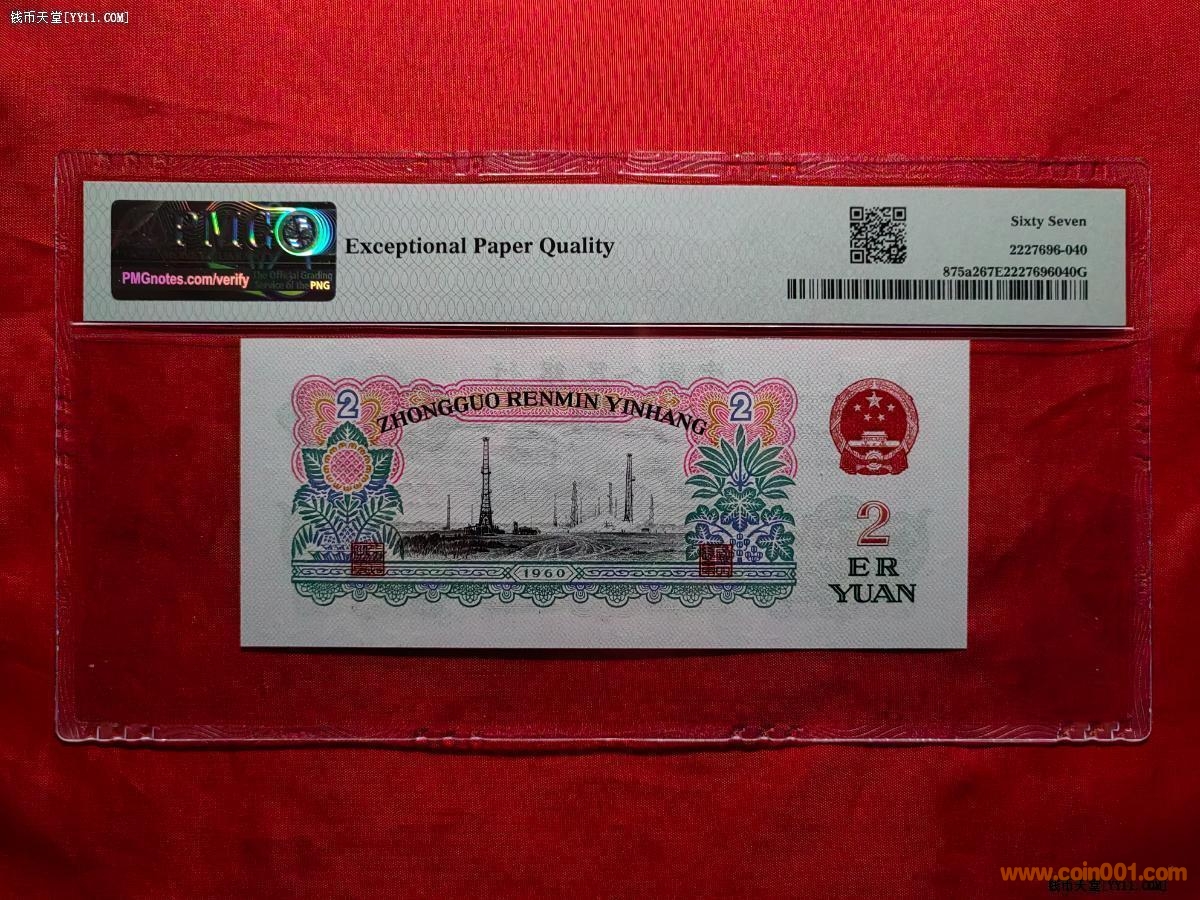 钱币天堂[YY11.COM]
PMG
PMGnotes.com/verify
The Official Grading
Service of the PNG
Exceptional Paper Quality
Sixty Seven
2227696-040
875a267E2227696040G
2
ZHONGGUO RENMIN YINHANG
2
1960
2
ER
YUAN
www.coin001.com
钱币天堂[YY11.COM]